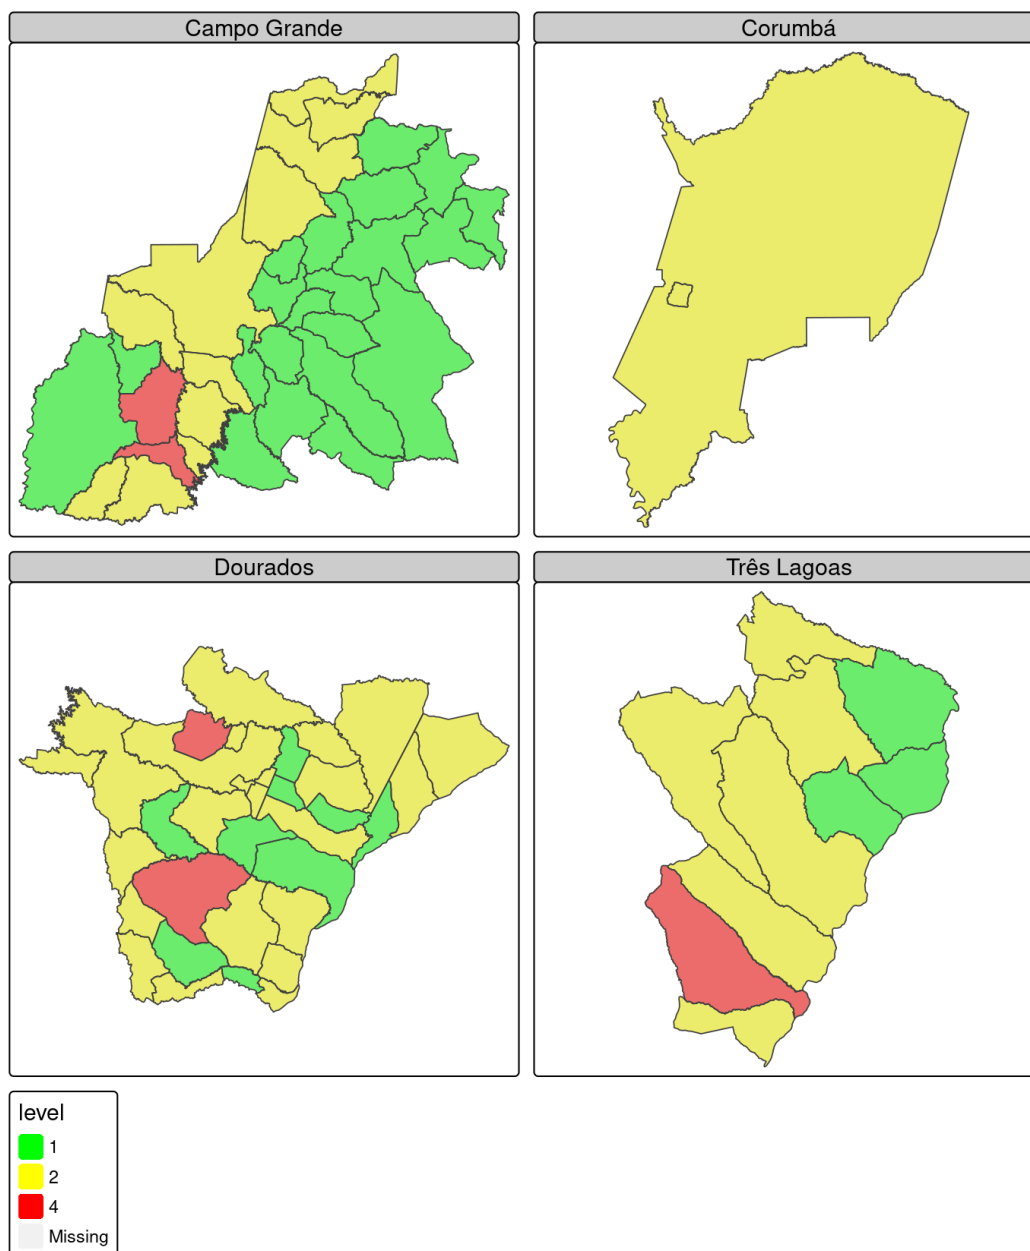 Campo Grande
Corumbá
Dourados
Três Lagoas
level
1
2
4
Missing